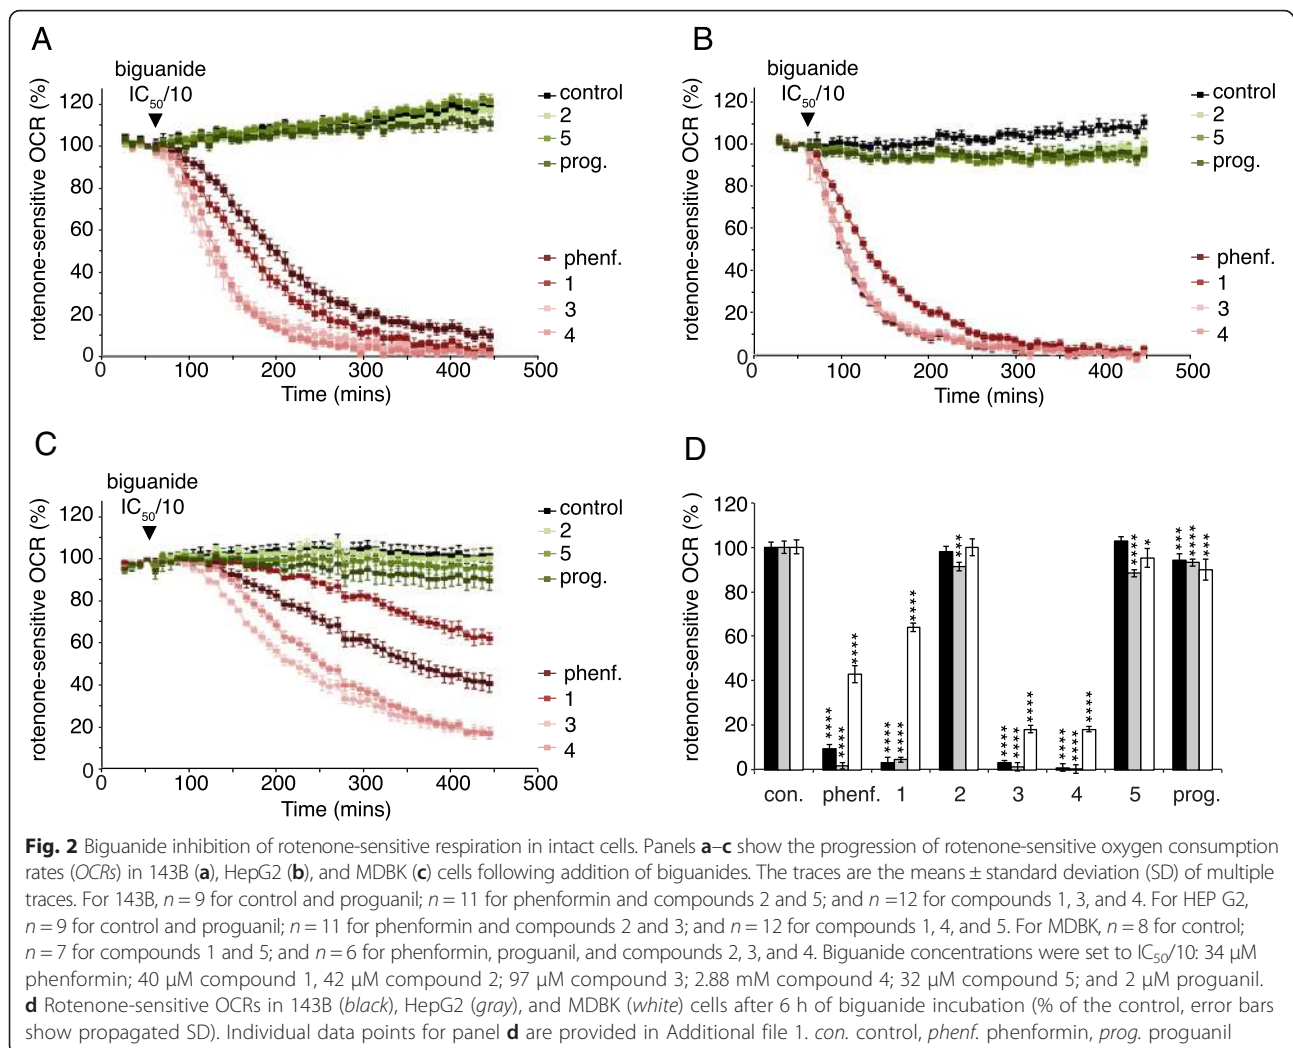 A
biguanide
IC50/10
rotenone-sensitive OCR (%)
120
100
80
60
40
20
0
0
100
200
300
400
500
Time (mins)
control
2
5
prog.
phenf.
1
3
4
B
biguanide
IC50/10
rotenone-sensitive OCR (%)
120
100
80
60
40
20
0
100
200
300
400
500
Time (mins)
control
2
5
prog.
phenf.
1
3
4
C
biguanide
IC50/10
rotenone-sensitive OCR (%)
120
100
80
60
40
20
0
0
100
200
300
400
500
Time (mins)
control
2
5
prog.
phenf.
1
3
4
D
rotenone-sensitive OCR (% )
120
100
80
60
40
20
0
con. phenf. 1 2 3 4 5 prog.
**** **** **** **** **** **** *** **** **** **** **** **** **** **** * *** **** ****
Fig. 2 Biguanide inhibition of rotenone-sensitive respiration in intact cells. Panels a–c show the progression of rotenone-sensitive oxygen consumption
rates (OCRs) in 143B (a), HepG2 (b), and MDBK (c) cells following addition of biguanides. The traces are the means ± standard deviation (SD) of multiple
traces. For 143B, n = 9 for control and proguanil; n = 11 for phenformin and compounds 2 and 5; and n =12 for compounds 1, 3, and 4. For HEP G2,
n = 9 for control and proguanil; n = 11 for phenformin and compounds 2 and 3; and n = 12 for compounds 1, 4, and 5. For MDBK, n = 8 for control;
n = 7 for compounds 1 and 5; and n = 6 for phenformin, proguanil, and compounds 2, 3, and 4. Biguanide concentrations were set to IC50/10: 34 μM
phenformin; 40 μM compound 1, 42 μM compound 2; 97 μM compound 3; 2.88 mM compound 4; 32 μM compound 5; and 2 μM proguanil.
d Rotenone-sensitive OCRs in 143B (black), HepG2 (gray), and MDBK (white) cells after 6 h of biguanide incubation (% of the control, error bars
show propagated SD). Individual data points for panel d are provided in Additional file 1. con. control, phenf. phenformin, prog. proguanil